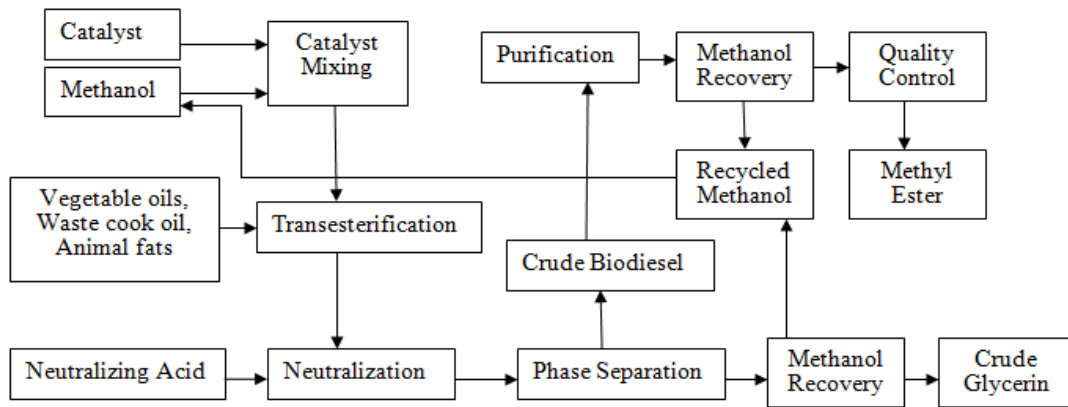 Catalyst
Methanol
Catalyst
Mixing
Purification
Methanol
Recovery
Quality
Control
Recycled
Methanol
Methyl
Ester
Vegetable oils,
Waste cook oil,
Animal fats
Transesterification
Crude Biodiesel
Neutralizing Acid
Neutralization
Phase Separation
Methanol
Recovery
Crude
Glycerin